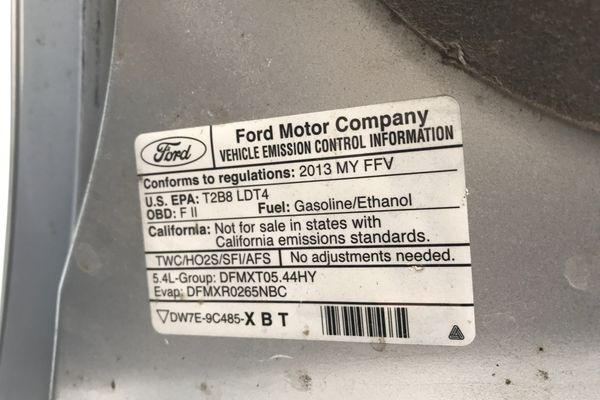 Ford
Ford Motor Company
VEHICLE EMISSION CONTROL INFORMATION
Conforms to regulations: 2013 MY FFV
U.S. EPA: T2B8 LDT4
OBD: F II Fuel: Gasoline/Ethanol
California: Not for sale in states with
California emissions standards.
TWC/HO2S/SFI/AFS No adjustments needed.
5.4L-Group: DFMXT05.44HY
Evap: DFMXR0265NBC
DW7E-9C485-X B T